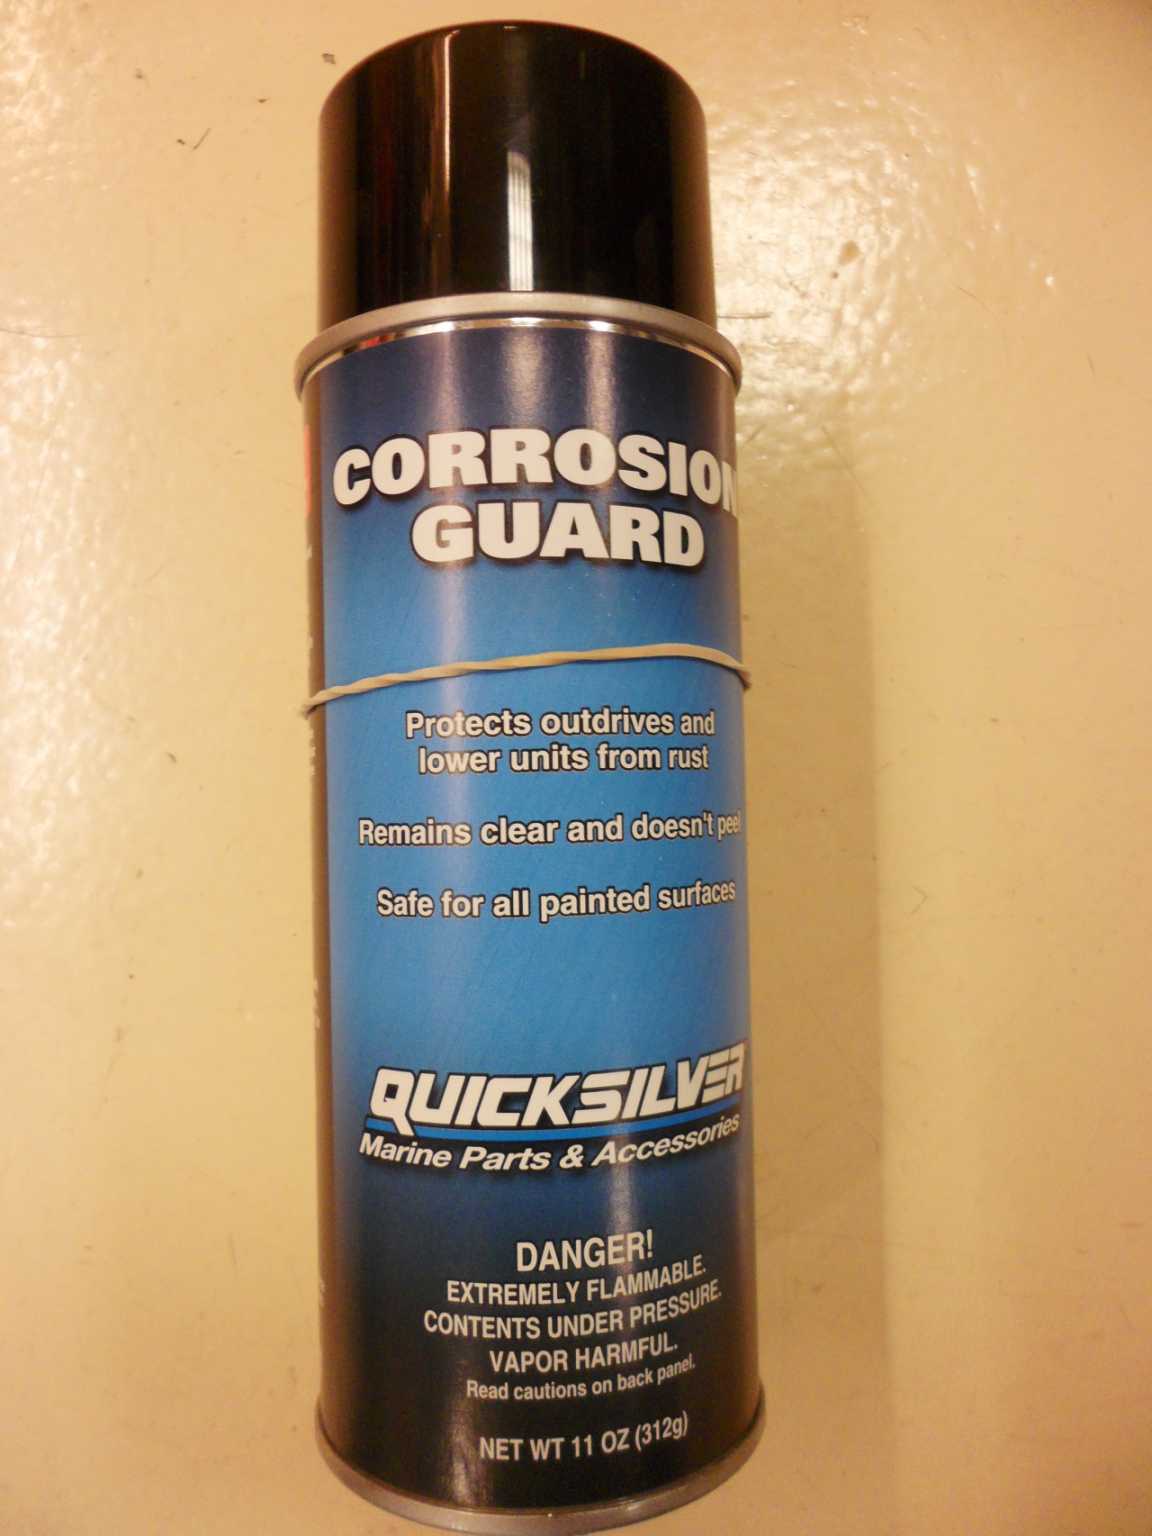 CORROSION
GUARD
Protects outdrives and
lower units from rust
Remains clear and doesn't peel
Safe for all painted surfaces
QUICKSILVER
Marine Parts & Accessories
DANGER!
EXTREMELY FLAMMABLE.
CONTENTS UNDER PRESSURE.
VAPOR HARMFUL.
Read cautions on back panel.
NET WT 11 OZ (312g)